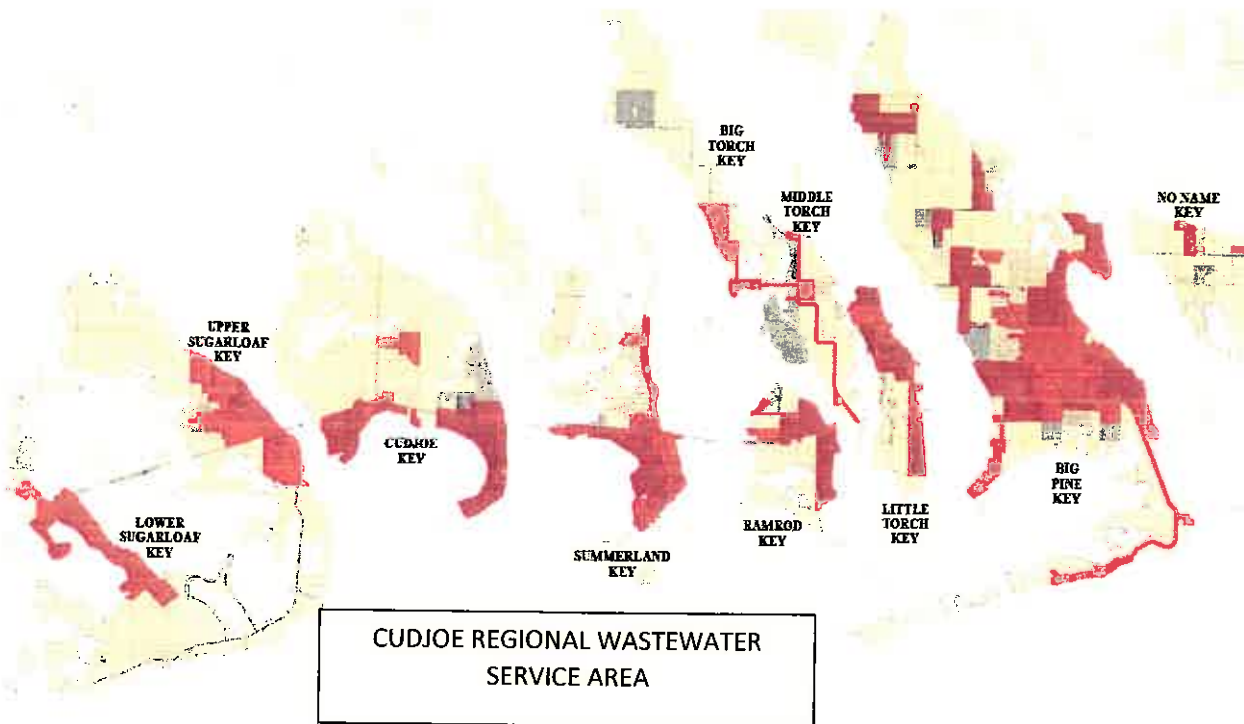 BIG
TORCH
KEY
MIDDLE
TORCH
KEY
NO NAME
KEY
UPPER
SUGARLOAF
KEY
CUDJOE
KEY
LOWER
SUGARLOAF
KEY
SUMMERLAND
KEY
RAMROD
KEY
LITTLE
TORCH
KEY
BIG
PINE
KEY
CUDJOE REGIONAL WASTEWATER
SERVICE AREA